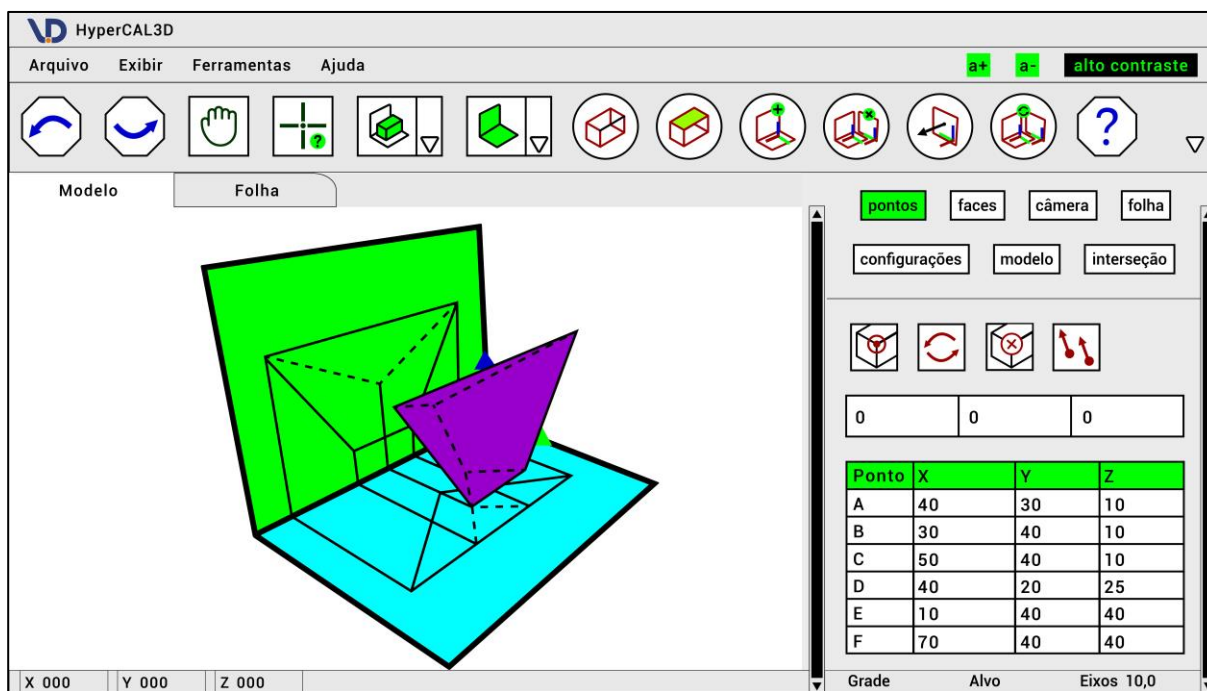 VD HyperCAL3D
Arquivo Exibir Ferramentas Ajuda a+ a- alto contraste
? ?
Modelo Folha
pontos faces câmera folha
configurações modelo interseção
0 0 0
Ponto X Y Z
A 40 30 10
B 30 40 10
C 50 40 10
D 40 20 25
E 10 40 40
F 70 40 40
X 000 Y 000 Z 000 Grade Alvo Eixos 10,0